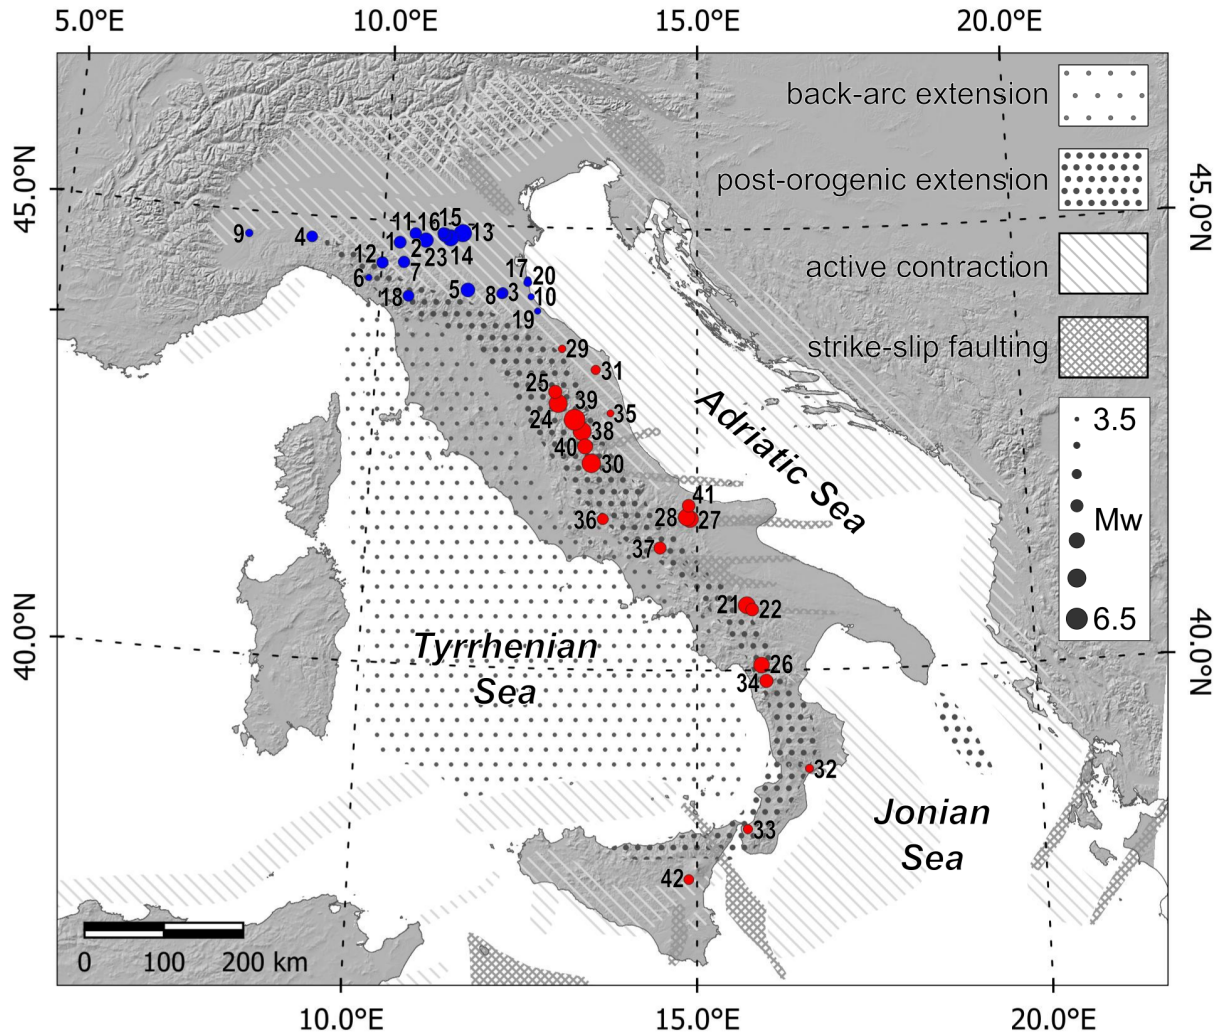 5.0°E 10.0°E 15.0°E 20.0°E
back-arc extension
post-orogenic extension
active contraction
strike-slip faulting
3.5
Mw
6.5
45.0°N
45.0°N
40.0°N
40.0°N
9 4 1 11 16 15 13
12 2 23 14
6 7
18 5 8 3 17 20
10
19
29
31
25
39
35
24
38
40
30
41
36 28 27
37
21 22
26
34
32
33
42
Adriatic Sea
Tyrrhenian
Sea
Jonian
Sea
0 100 200 km
10.0°E 15.0°E 20.0°E